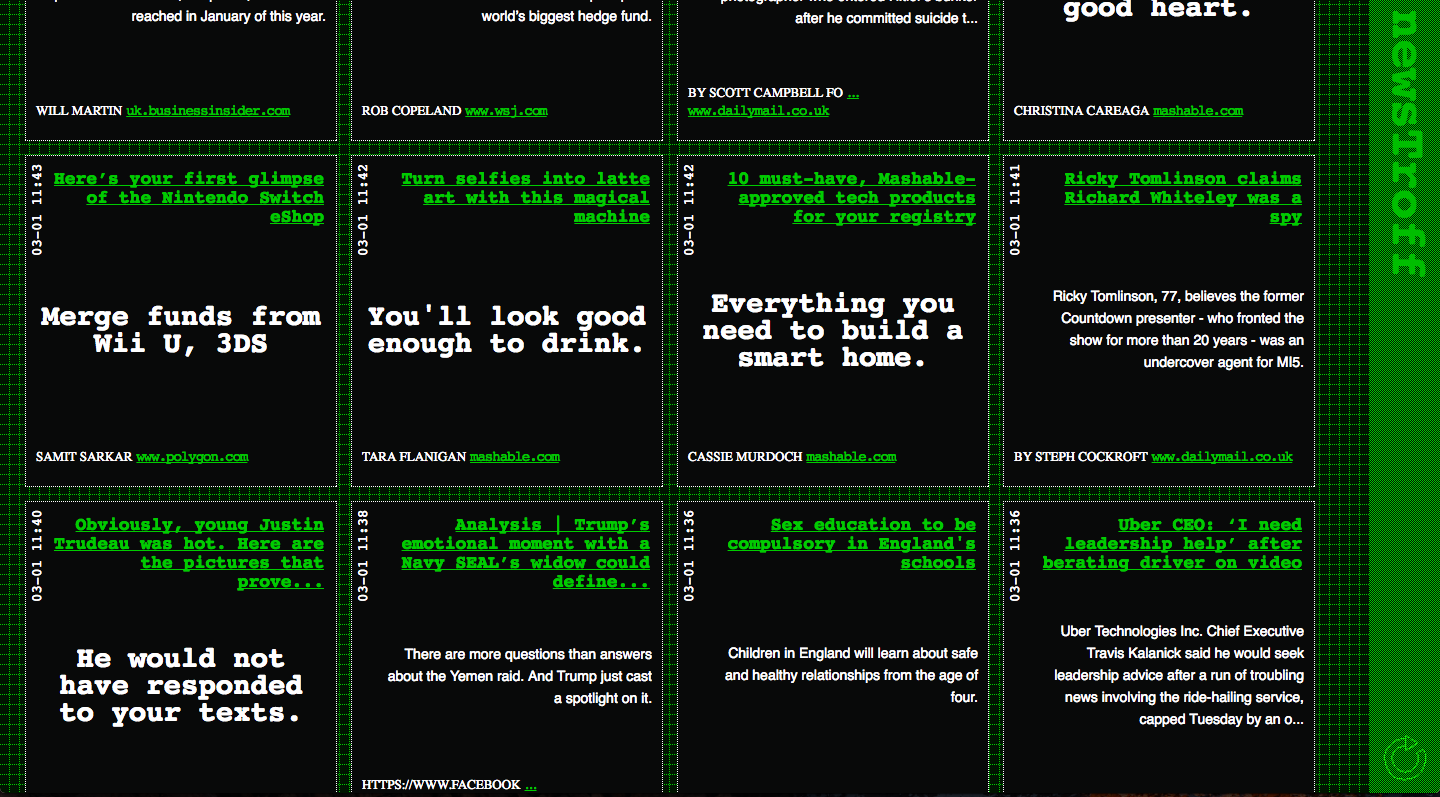 reached in January of this year.
WILL MARTIN uk.businessinsider.com
world's biggest hedge fund.
ROB COPELAND www.wsj.com
after he committed suicide t...
BY SCOTT CAMPBELL FO ...
www.dailymail.co.uk
good heart.
CHRISTINA CAREAGA mashable.com
newsTroff
03-01 11:43
Here’s your first glimpse
of the Nintendo Switch
eShop
Merge funds from
Wii U, 3DS
SAMIT SARKAR www.polygon.com
03-01 11:42
Turn selfies into latte
art with this magical
machine
You'll look good
enough to drink.
TARA FLANIGAN mashable.com
03-01 11:42
10 must-have, Mashable-
approved tech products
for your registry
Everything you
need to build a
smart home.
CASSIE MURDOCH mashable.com
03-01 11:41
Ricky Tomlinson claims
Richard Whiteley was a
spy
Ricky Tomlinson, 77, believes the former
Countdown presenter - who fronted the
show for more than 20 years - was an
undercover agent for MI5.
BY STEPH COCKROFT www.dailymail.co.uk
03-01 11:40
Obviously, young Justin
Trudeau was hot. Here are
the pictures that
prove...
He would not
have responded
to your texts.
03-01 11:38
Analysis | Trump’s
emotional moment with a
Navy SEAL’s widow could
define...
There are more questions than answers
about the Yemen raid. And Trump just cast
a spotlight on it.
HTTPS://WWW.FACEBOOK ...
03-01 11:36
Sex education to be
compulsory in England's
schools
Children in England will learn about safe
and healthy relationships from the age of
four.
03-01 11:36
Uber CEO: ‘I need
leadership help’ after
berating driver on video
Uber Technologies Inc. Chief Executive
Travis Kalanick said he would seek
leadership advice after a run of troubling
news involving the ride-hailing service,
capped Tuesday by an o...